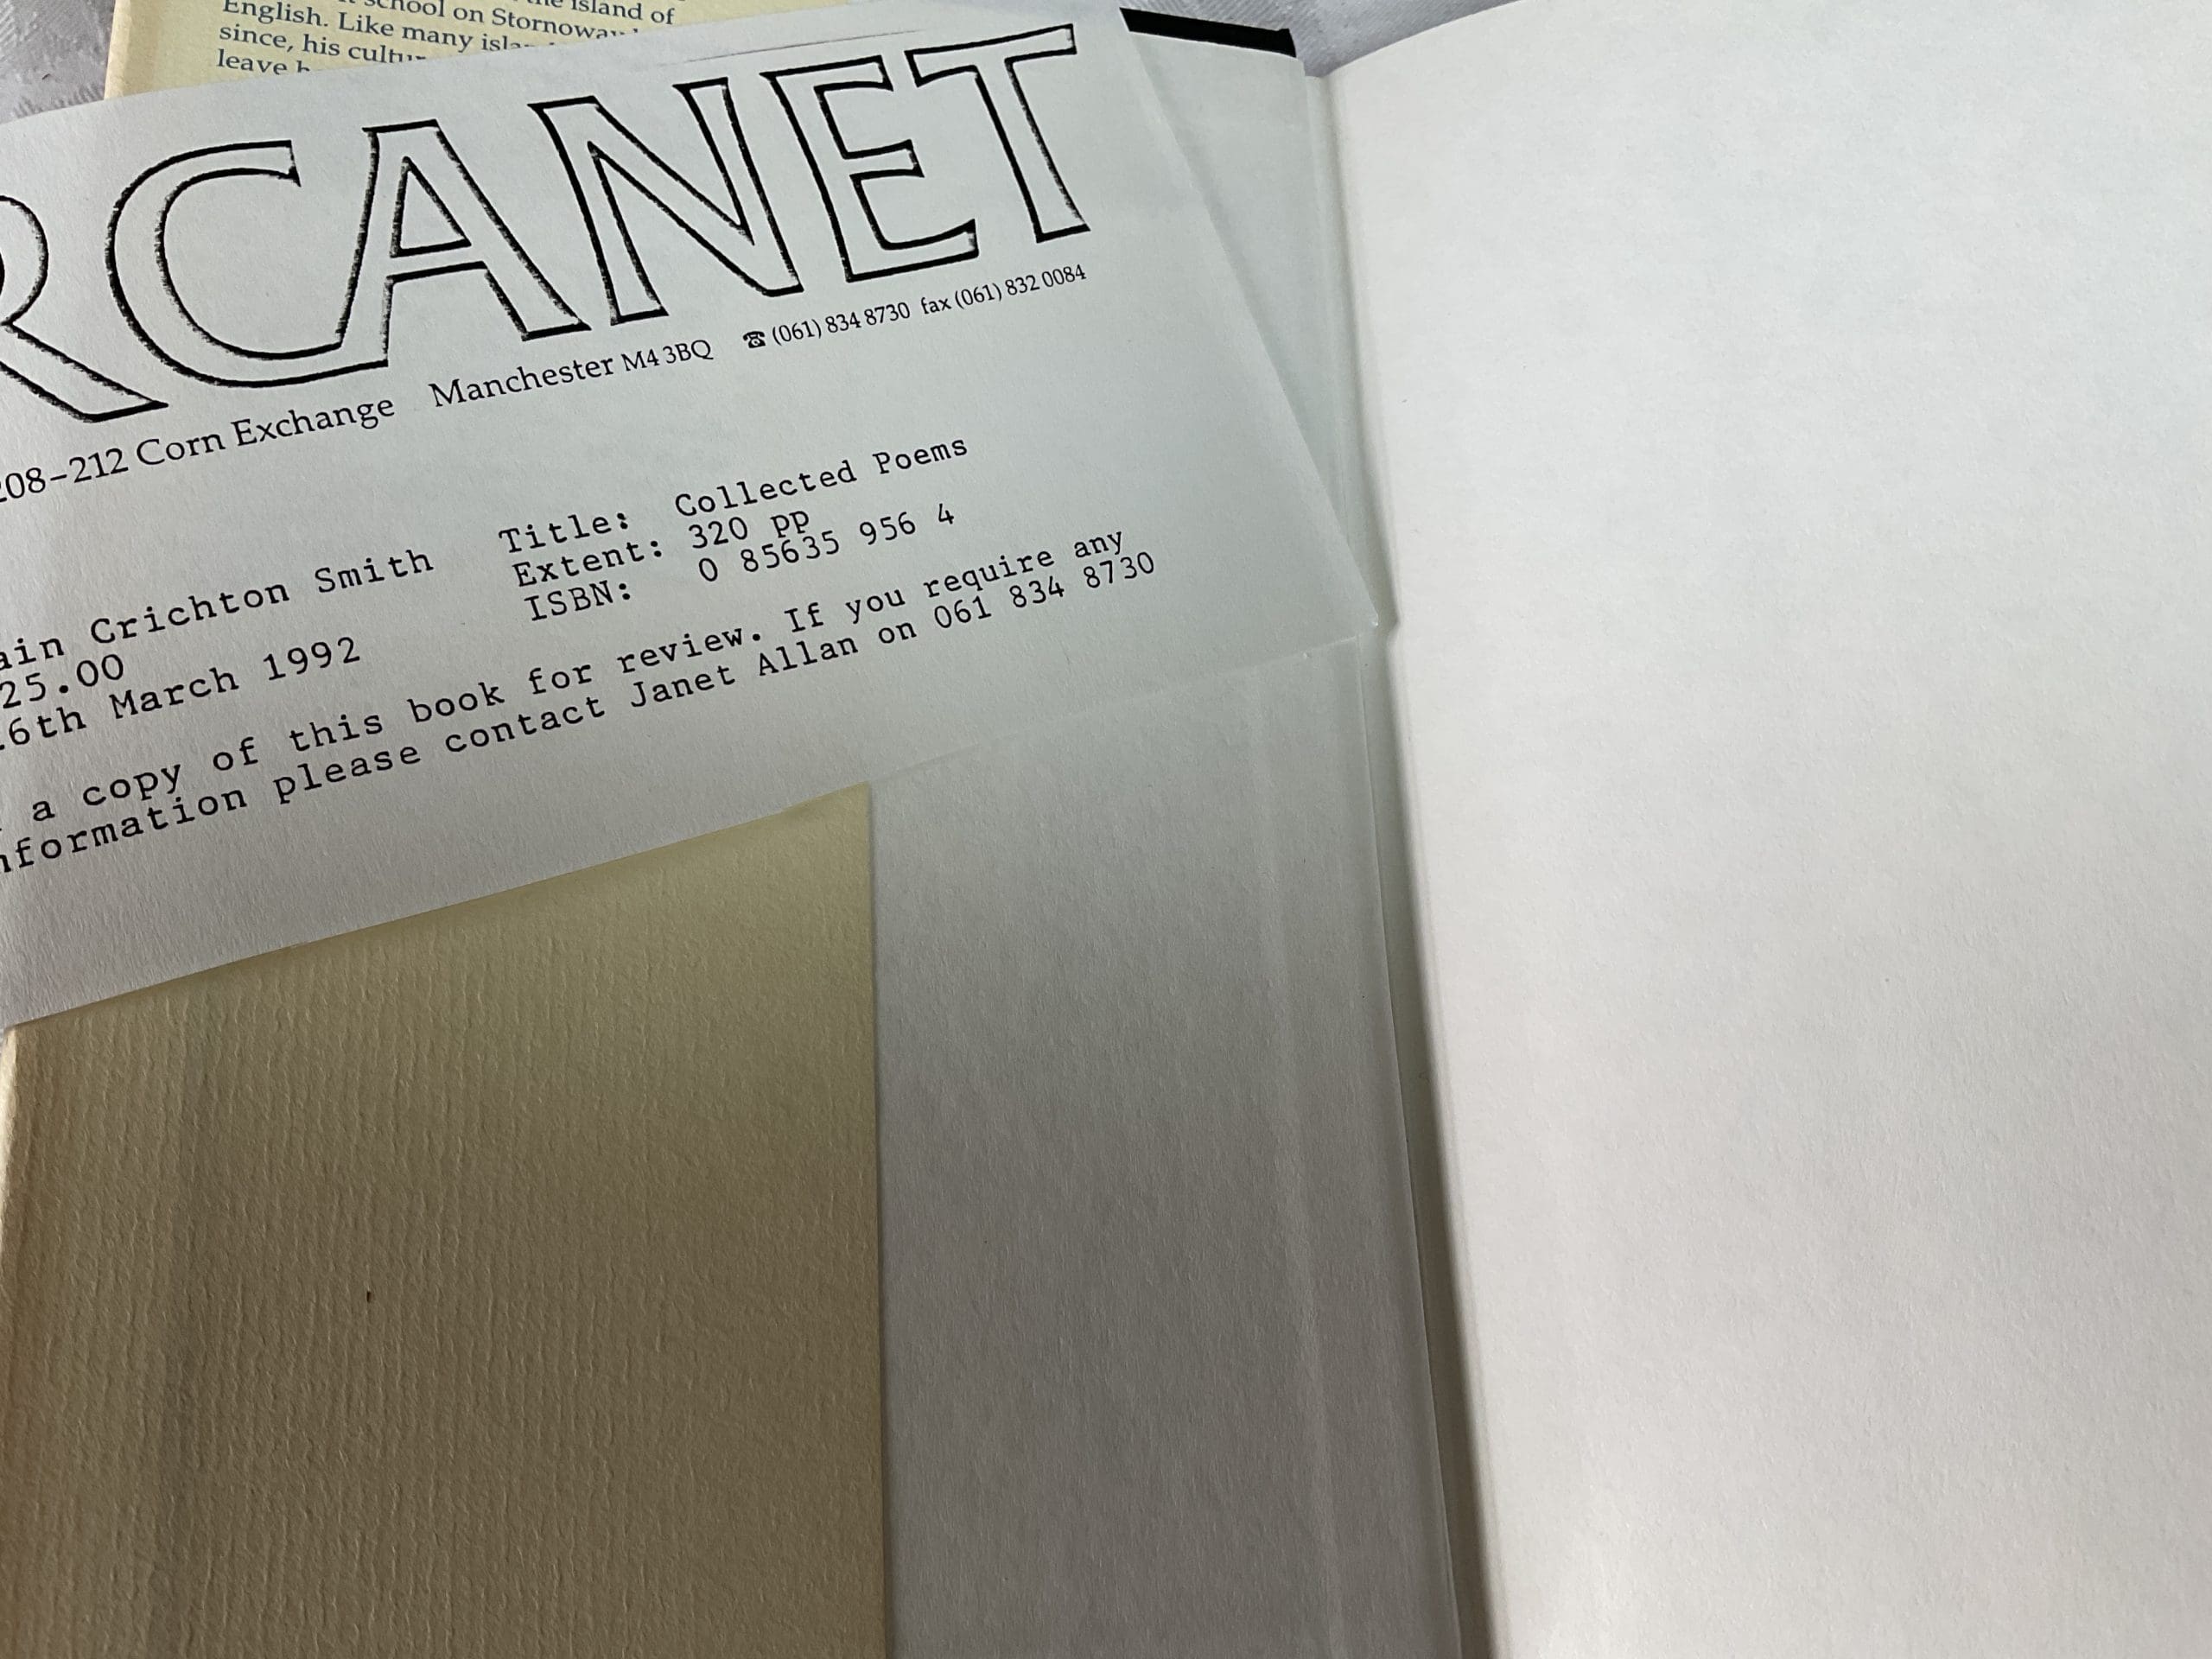 the island of
school on Stornoway
English. Like many
since, his
leave
RCANET
208–212 Corn Exchange Manchester M4 3BQ ☎ (061) 834 8730 fax (061) 832 0084
ain Crichton Smith Title: Collected Poems
25.00 Extent: 320 pp
6th March 1992 ISBN: 0 85635 956 4
a copy of this book for review. If you require any
nformation please contact Janet Allan on 061 834 8730